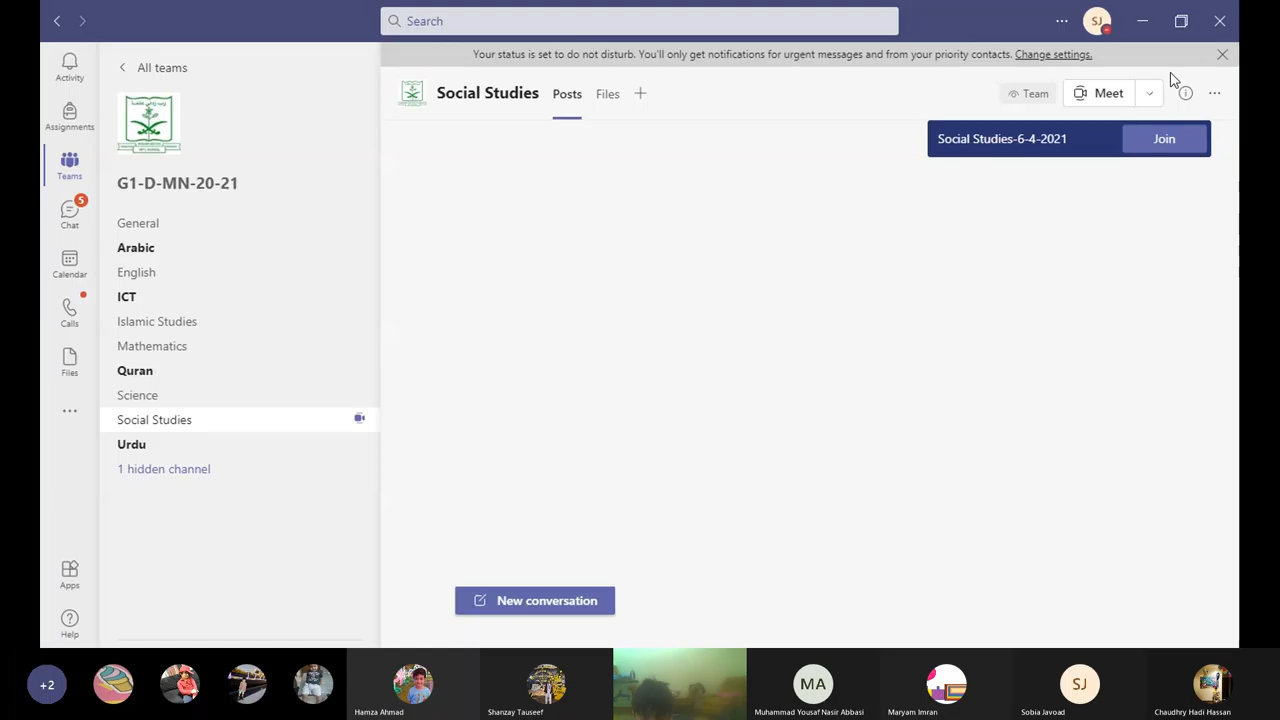 Search
SJ
Your status is set to do not disturb. You'll only get notifications for urgent messages and from your priority contacts. Change settings.
Activity
Assignments
Teams
Chat
5
Calendar
Calls
Files
Apps
Help
All teams
G1-D-MN-20-21
General
Arabic
English
ICT
Islamic Studies
Mathematics
Quran
Science
Social Studies
Urdu
1 hidden channel
Social Studies
Posts
Files
Team
Meet
Social Studies-6-4-2021
Join
New conversation
+2
Hamza Ahmad
Shanzay Tauseef
MA
Muhammad Yousaf Nasir Abbasi
Maryam Imran
SJ
Sobia Javoad
Chaudhry Hadi Hassan